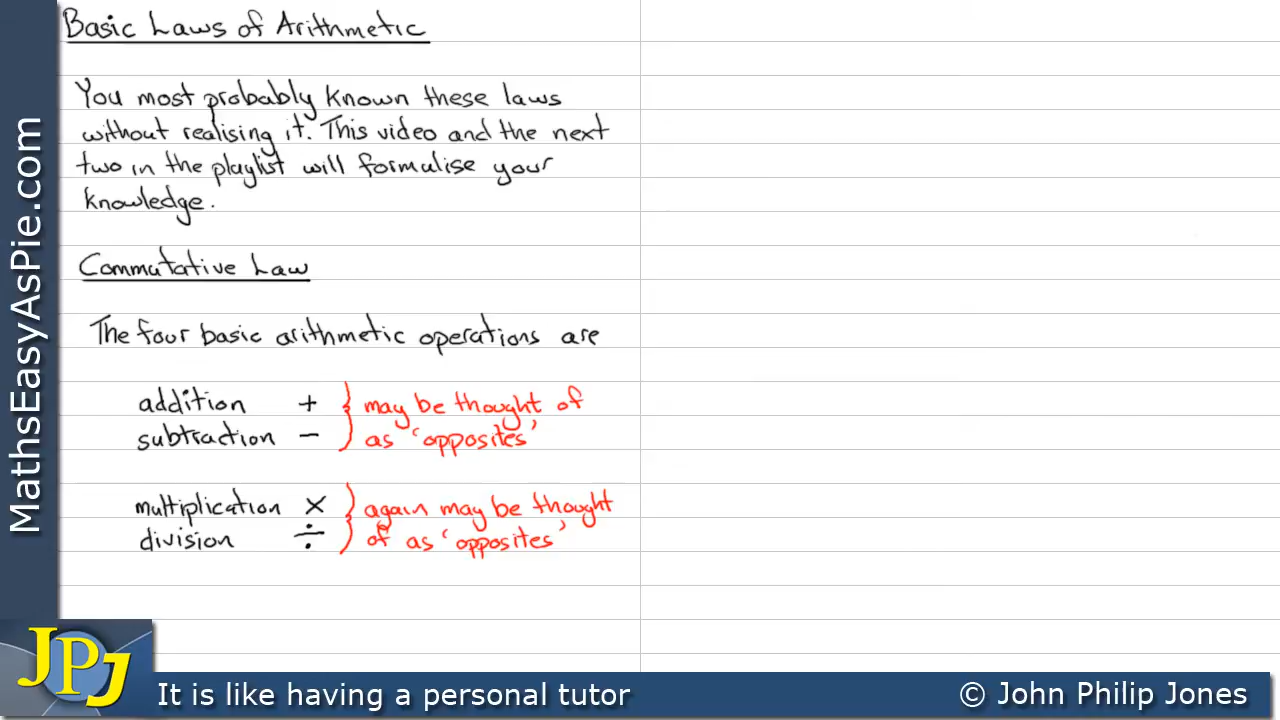 Basic Laws of Arithmetic
You most probably known these laws
without realising it. This video and the next
two in the playlist will formalise your
knowledge.
Commutative Law
The four basic arithmetic operations are
addition + } may be thought of
subtraction − as 'opposites'
multiplication × } again may be thought
division ÷ of as 'opposites'
MathsEasyAsPie.com
JPJ
It is like having a personal tutor
© John Philip Jones